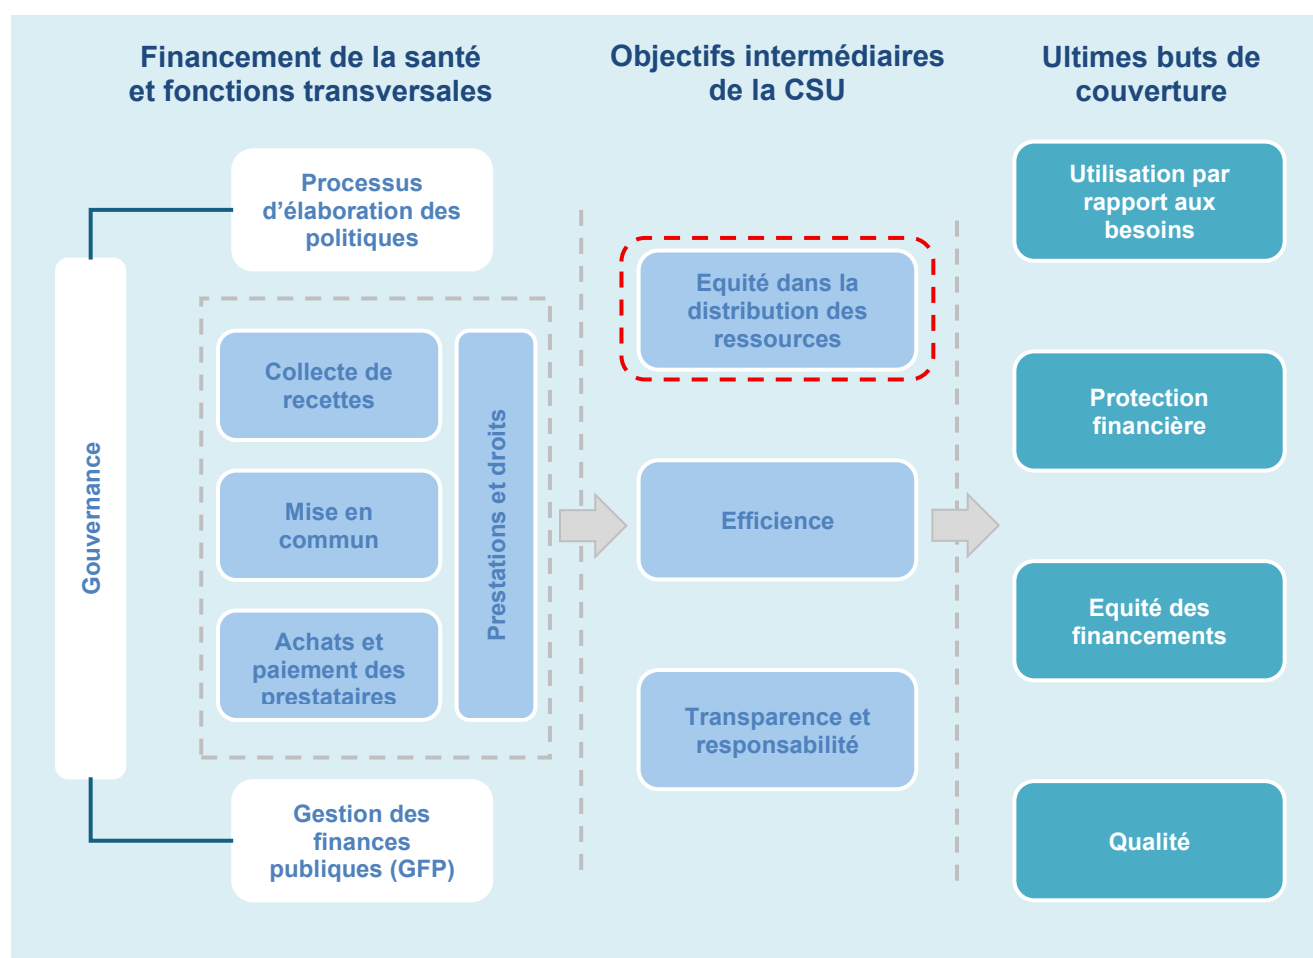 Financement de la santé
et fonctions transversales
Objectifs intermédiaires
de la CSU
Ultimes buts de
couverture
Gouvernance
Processus
d’élaboration des
politiques
Collecte de
recettes
Mise en
commun
Achats et
paiement des
prestataires
Prestations et droits
Gestion des
finances
publiques (GFP)
Equité dans la
distribution des
ressources
Efficience
Transparence et
responsabilité
Utilisation par
rapport aux
besoins
Protection
financière
Equité des
financements
Qualité